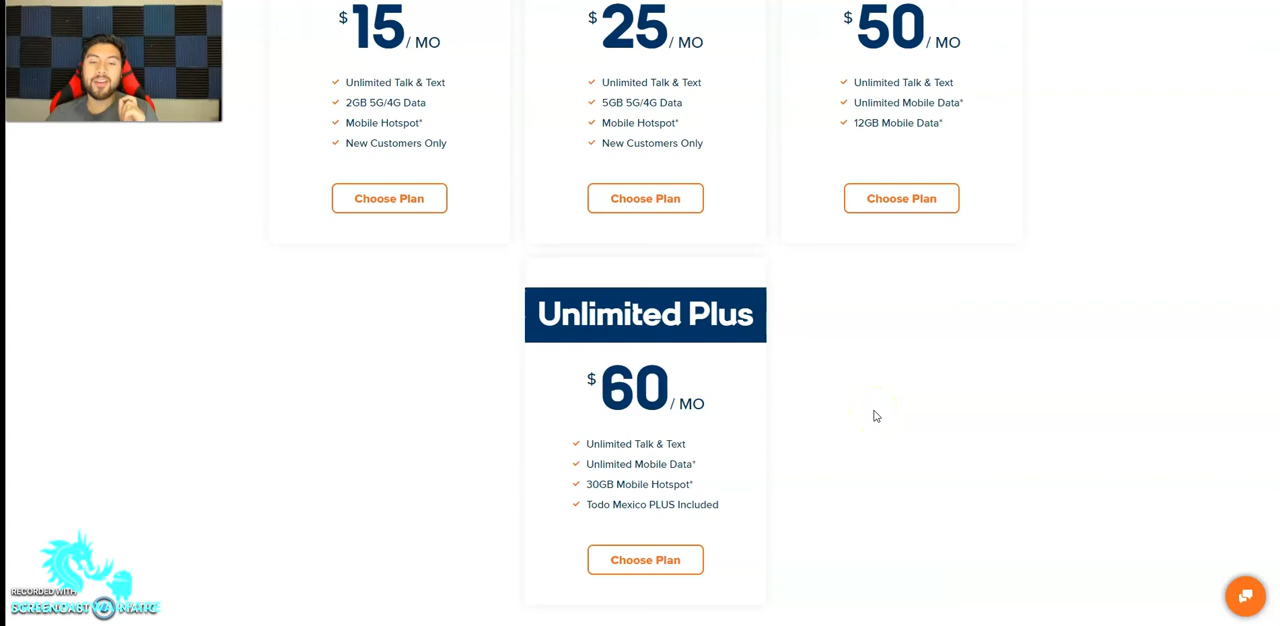 $15/ MO
Unlimited Talk & Text
2GB 5G/4G Data
Mobile Hospot*
New Customers Only
Choose Plan
$25/ MO
Unlimited Talk & Text
5GB 5G/4G Data
Mobile Hotspot*
New Customers Only
Choose Plan
$50/ MO
Unlimited Talk & Text
Unlimited Mobile Data*
12GB Mobile Data*
Choose Plan
Unlimited Plus
$60/ MO
Unlimited Talk & Text
Unlimited Mobile Data*
30GB Mobile Hotspot*
Todo Mexico PLUS Included
Choose Plan
RECORDED WITH
SCREENCAST MATIC